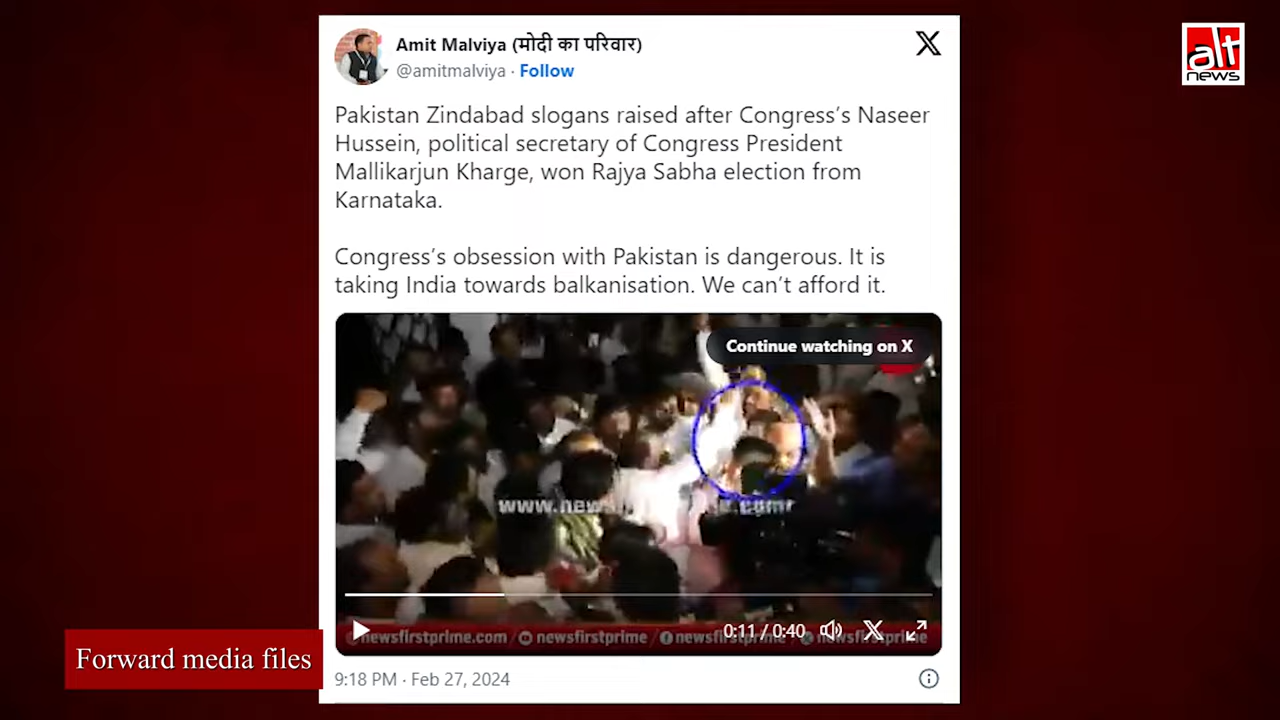 Amit Malviya (मोदी का परिवार)
@amitmalviya · Follow
alt
news
Pakistan Zindabad slogans raised after Congress's Naseer
Hussein, political secretary of Congress President
Mallikarjun Kharge, won Rajya Sabha election from
Karnataka.
Congress's obsession with Pakistan is dangerous. It is
taking India towards balkanisation. We can't afford it.
Continue watching on X
newsfirstprime.com / newsfirstprime /
0:11 / 0:40
Forward media files
9:18 PM · Feb 27, 2024